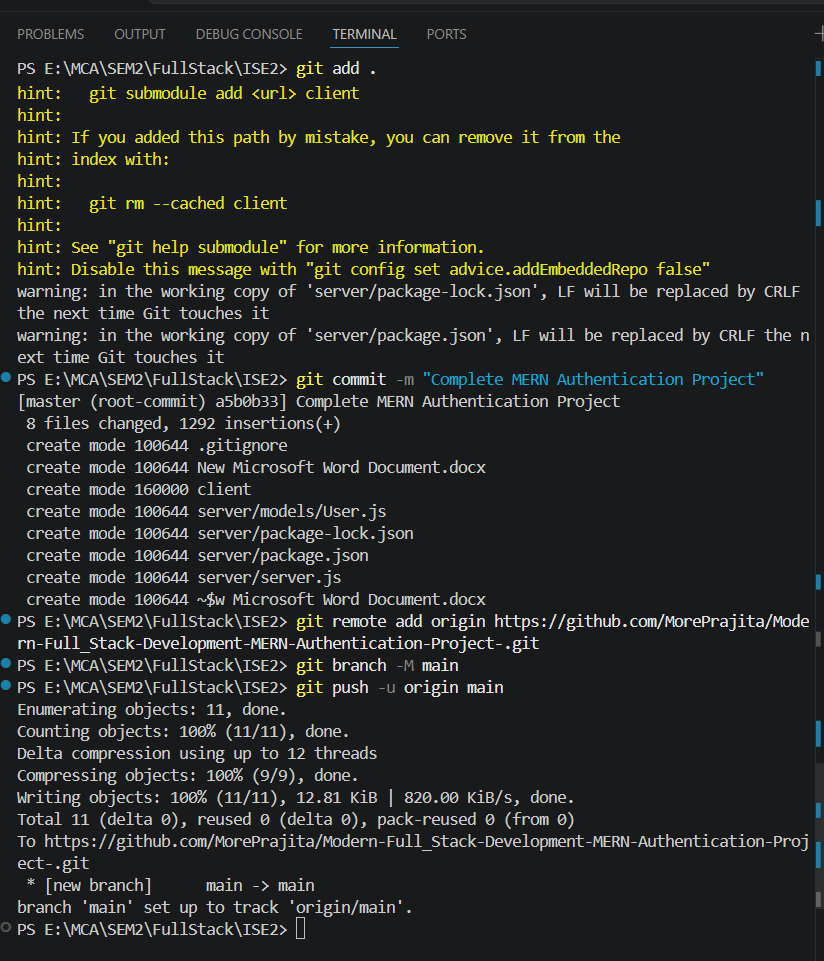 PROBLEMS OUTPUT DEBUG CONSOLE TERMINAL PORTS
PS E:\MCA\SEM2\FullStack\ISE2> git add .
hint:   git submodule add <url> client
hint:
hint: If you added this path by mistake, you can remove it from the
hint: index with:
hint:
hint:   git rm --cached client
hint:
hint: See "git help submodule" for more information.
hint: Disable this message with "git config set advice.addEmbeddedRepo false"
warning: in the working copy of 'server/package-lock.json', LF will be replaced by CRLF
the next time Git touches it
warning: in the working copy of 'server/package.json', LF will be replaced by CRLF the n
ext time Git touches it
PS E:\MCA\SEM2\FullStack\ISE2> git commit -m "Complete MERN Authentication Project"
[master (root-commit) a5b0b33] Complete MERN Authentication Project
 8 files changed, 1292 insertions(+)
 create mode 100644 .gitignore
 create mode 100644 New Microsoft Word Document.docx
 create mode 160000 client
 create mode 100644 server/models/User.js
 create mode 100644 server/package-lock.json
 create mode 100644 server/package.json
 create mode 100644 server/server.js
 create mode 100644 ~$w Microsoft Word Document.docx
PS E:\MCA\SEM2\FullStack\ISE2> git remote add origin https://github.com/MorePrajita/Mode
rn-Full_Stack-Development-MERN-Authentication-Project-.git
PS E:\MCA\SEM2\FullStack\ISE2> git branch -M main
PS E:\MCA\SEM2\FullStack\ISE2> git push -u origin main
Enumerating objects: 11, done.
Counting objects: 100% (11/11), done.
Delta compression using up to 12 threads
Compressing objects: 100% (9/9), done.
Writing objects: 100% (11/11), 12.81 KiB | 820.00 KiB/s, done.
Total 11 (delta 0), reused 0 (delta 0), pack-reused 0 (from 0)
To https://github.com/MorePrajita/Modern-Full_Stack-Development-MERN-Authentication-Proj
ect-.git
 * [new branch]      main -> main
branch 'main' set up to track 'origin/main'.
PS E:\MCA\SEM2\FullStack\ISE2>